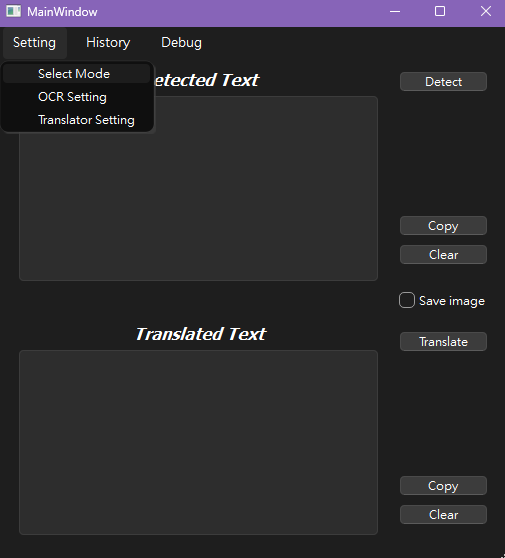 MainWindow
Setting History Debug
Select Mode
OCR Setting
Translator Setting
etected Text
Detect
Copy
Clear
Save image
Translated Text
Translate
Copy
Clear